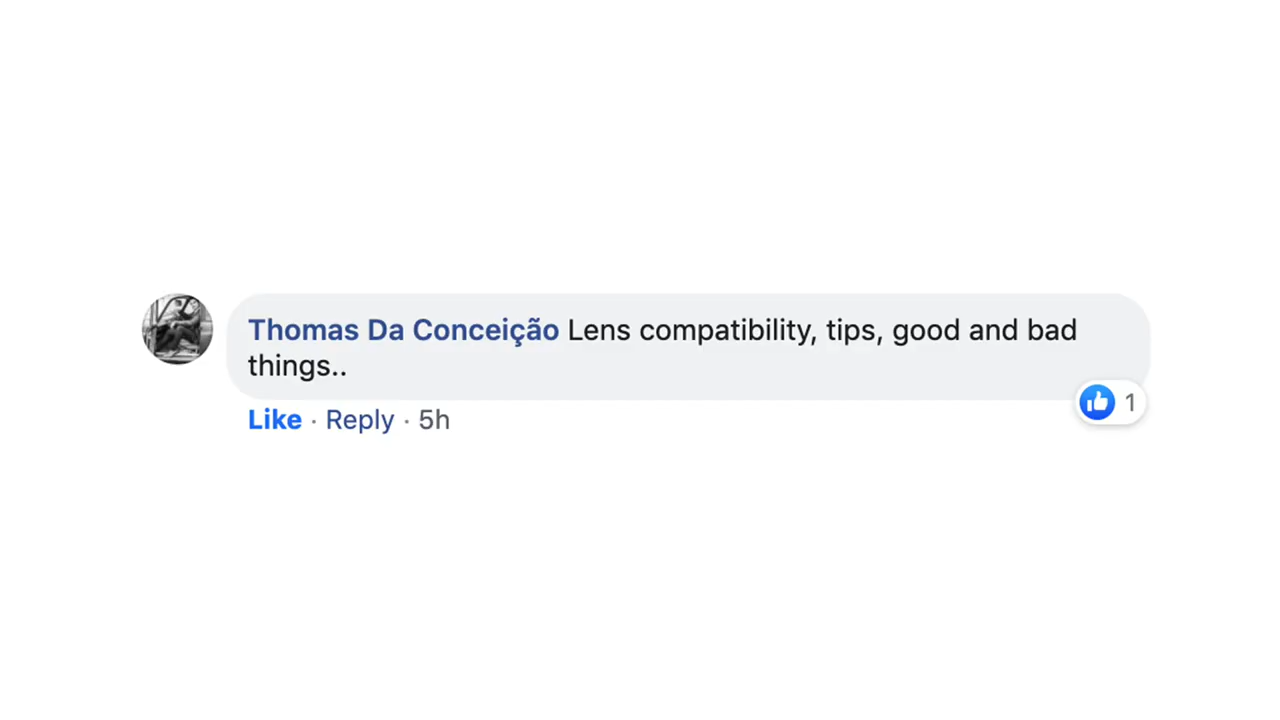 Thomas Da Conceição Lens compatibility, tips, good and bad
things..
Like · Reply · 5h
1